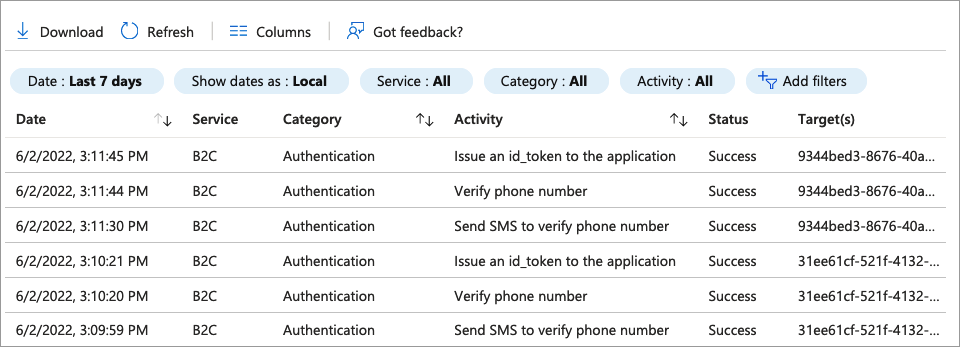 Download Refresh Columns Got feedback?
Date : Last 7 days Show dates as : Local Service : All Category : All Activity : All Add filters
Date Service Category Activity Status Target(s)
6/2/2022, 3:11:45 PM B2C Authentication Issue an id_token to the application Success 9344bed3-8676-40a...
6/2/2022, 3:11:44 PM B2C Authentication Verify phone number Success 9344bed3-8676-40a...
6/2/2022, 3:11:30 PM B2C Authentication Send SMS to verify phone number Success 9344bed3-8676-40a...
6/2/2022, 3:10:21 PM B2C Authentication Issue an id_token to the application Success 31ee61cf-521f-4132-...
6/2/2022, 3:10:20 PM B2C Authentication Verify phone number Success 31ee61cf-521f-4132-...
6/2/2022, 3:09:59 PM B2C Authentication Send SMS to verify phone number Success 31ee61cf-521f-4132-...